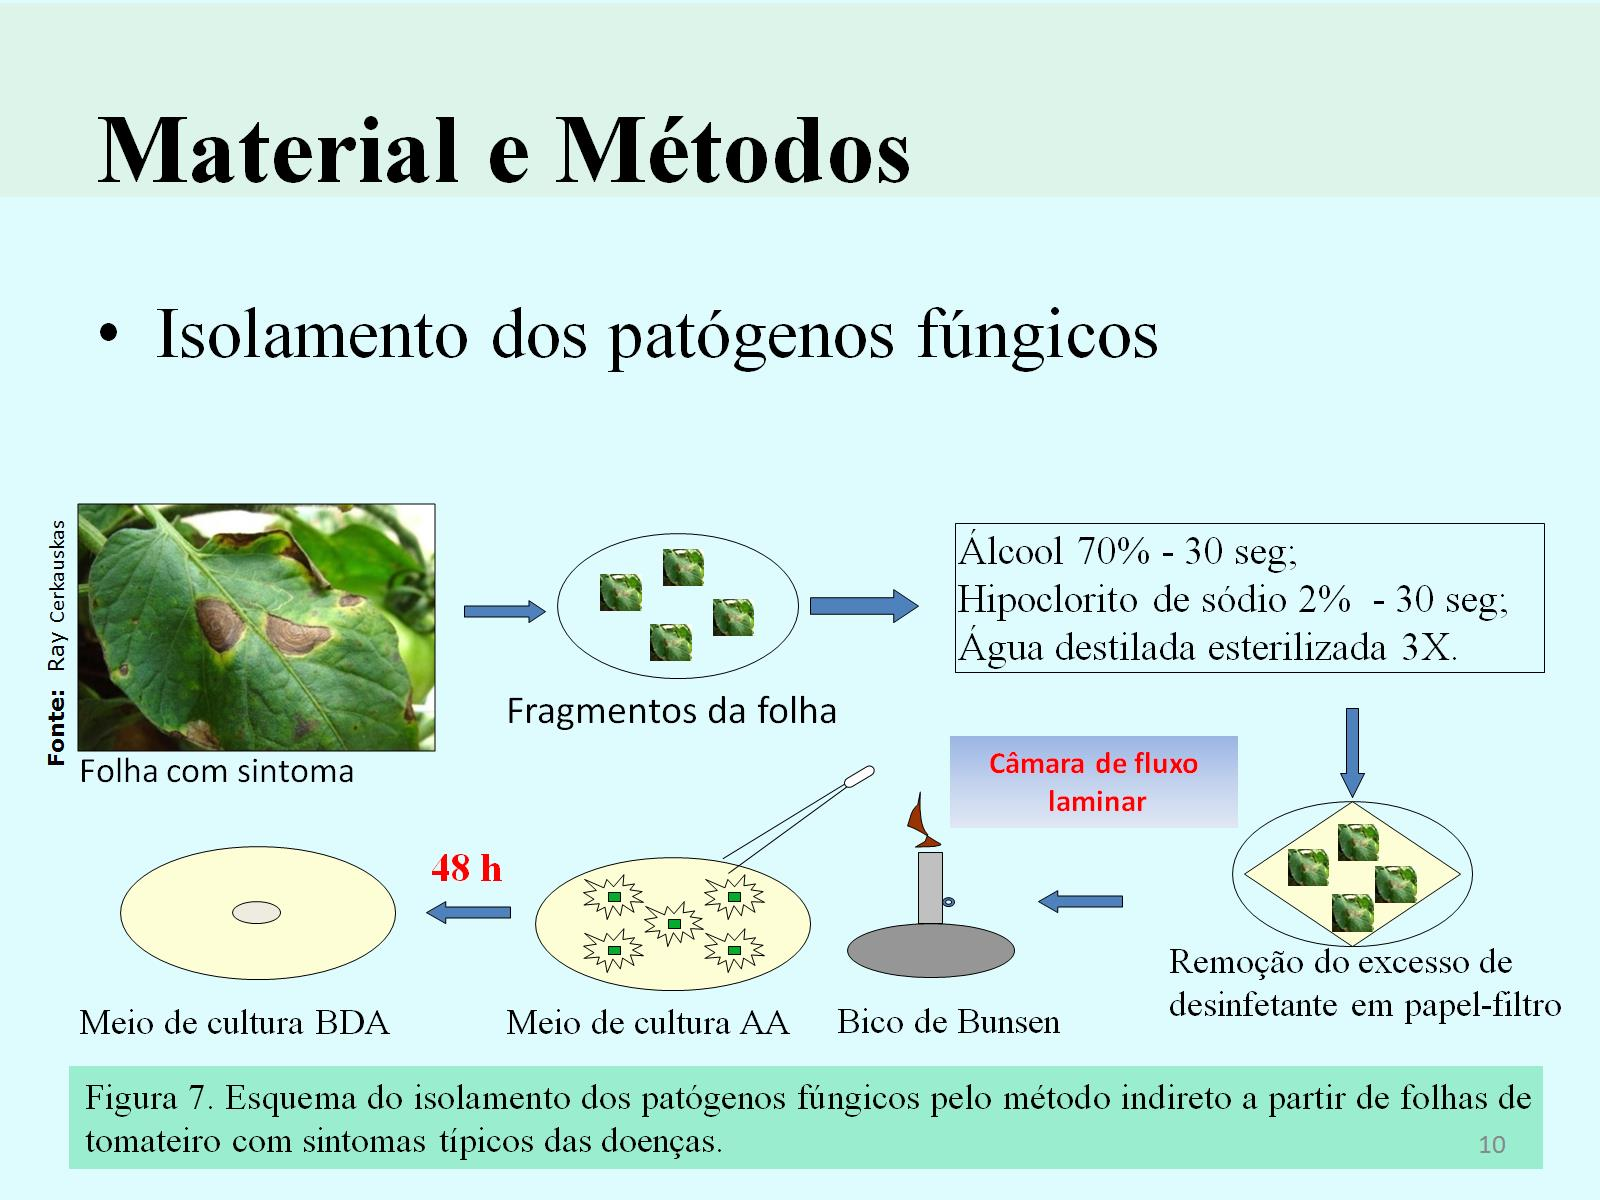 Material e Métodos
• Isolamento dos patógenos fúngicos
Fonte: Ray Cerkauskas
Folha com sintoma
Fragmentos da folha
Álcool 70% - 30 seg;
Hipoclorito de sódio 2% - 30 seg;
Água destilada esterilizada 3X.
Câmara de fluxo
laminar
Remoção do excesso de
desinfetante em papel-filtro
Bico de Bunsen
Meio de cultura AA
48 h
Meio de cultura BDA
Figura 7. Esquema do isolamento dos patógenos fúngicos pelo método indireto a partir de folhas de
tomateiro com sintomas típicos das doenças.
10